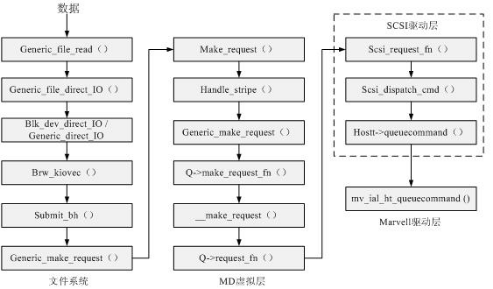 数据
Generic_file_read（）
Generic_file_direct_IO（）
Blk_dev_direct_IO /
Generic_direct_IO（）
Brw_kiovec（）
Submit_bh（）
Generic_make_request（）
文件系统
Make_request（）
Handle_stripe（）
Generic_make_request（）
Q->make_request_fn（）
__make_request（）
Q->request_fn（）
MD虚拟层
SCSI驱动层
Scsi_request_fn（）
Scsi_dispatch_cmd（）
Hostt->queuecommand（）
mv_ial_ht_queuecommand ()
Marvell驱动层